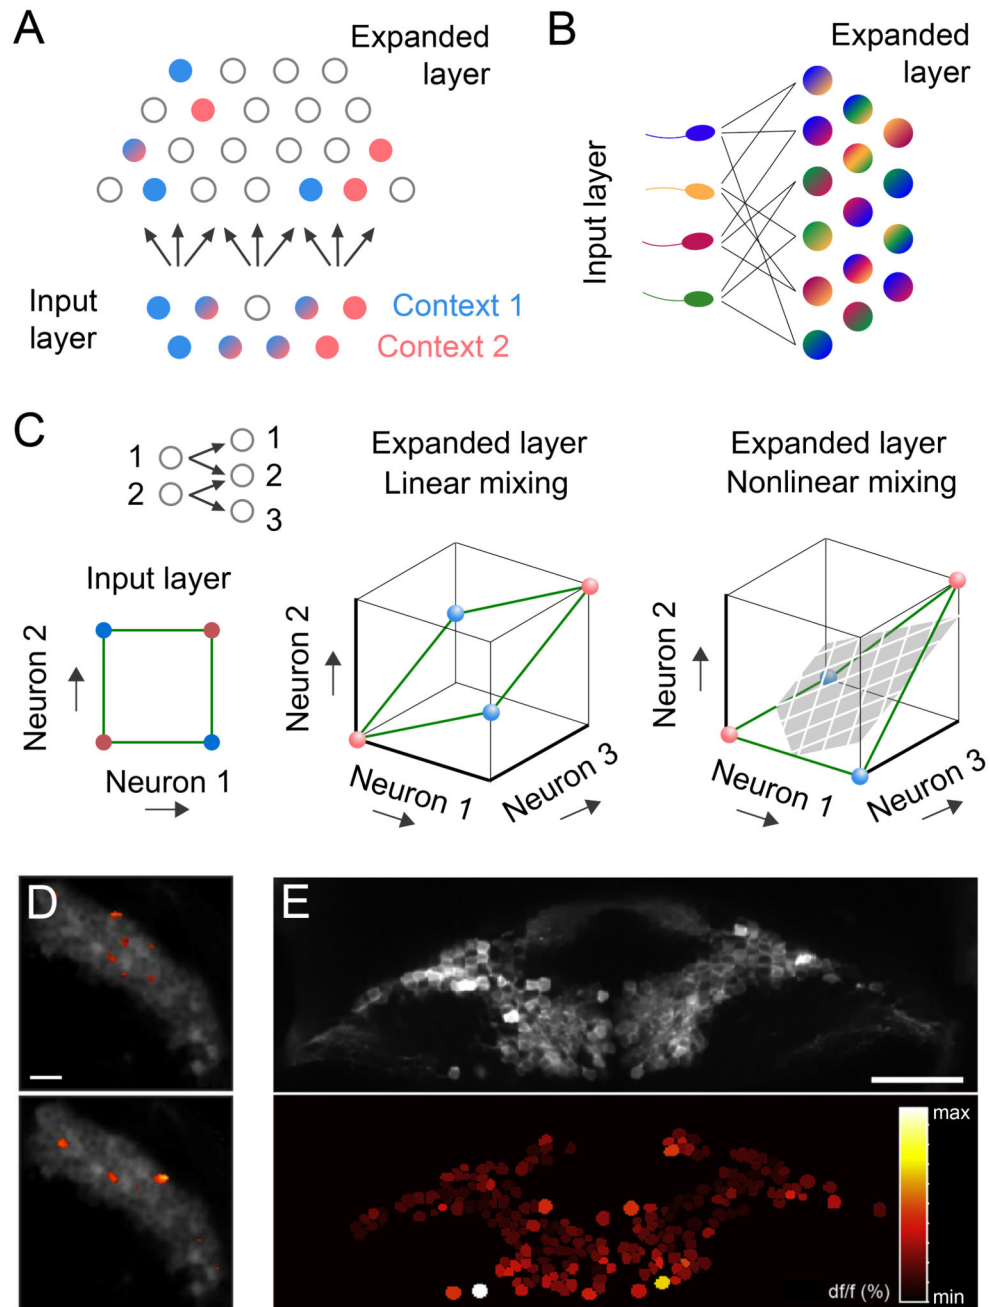 A
Expanded
layer
Input
layer
Context 1
Context 2
B
Expanded
layer
Input layer
C
1
2
1
2
3
Input layer
Neuron 2
Neuron 1
Expanded layer
Linear mixing
Neuron 2
Neuron 1
Neuron 3
Expanded layer
Nonlinear mixing
Neuron 2
Neuron 1
Neuron 3
D
E
max
df/f (%)
min